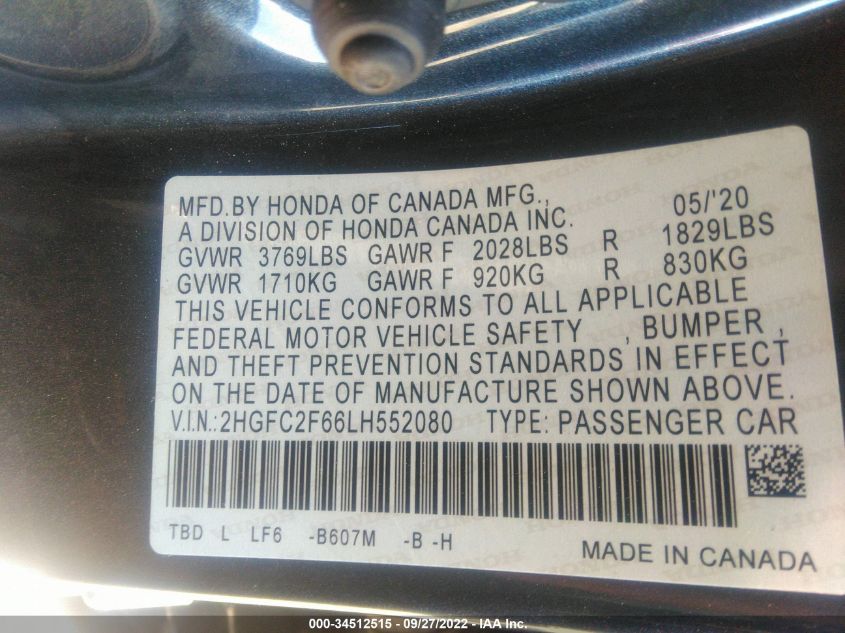 MFD.BY HONDA OF CANADA MFG., 05/'20
A DIVISION OF HONDA CANADA INC.
GVWR 3769LBS GAWR F 2028LBS R 1829LBS
GVWR 1710KG GAWR F 920KG R 830KG
THIS VEHICLE CONFORMS TO ALL APPLICABLE
FEDERAL MOTOR VEHICLE SAFETY , BUMPER ,
AND THEFT PREVENTION STANDARDS IN EFFECT
ON THE DATE OF MANUFACTURE SHOWN ABOVE.
V.I.N.:2HGFC2F66LH552080 TYPE: PASSENGER CAR
TBD L LF6 -B607M -B -H
MADE IN CANADA
000-34512515 - 09/27/2022 - IAA Inc.